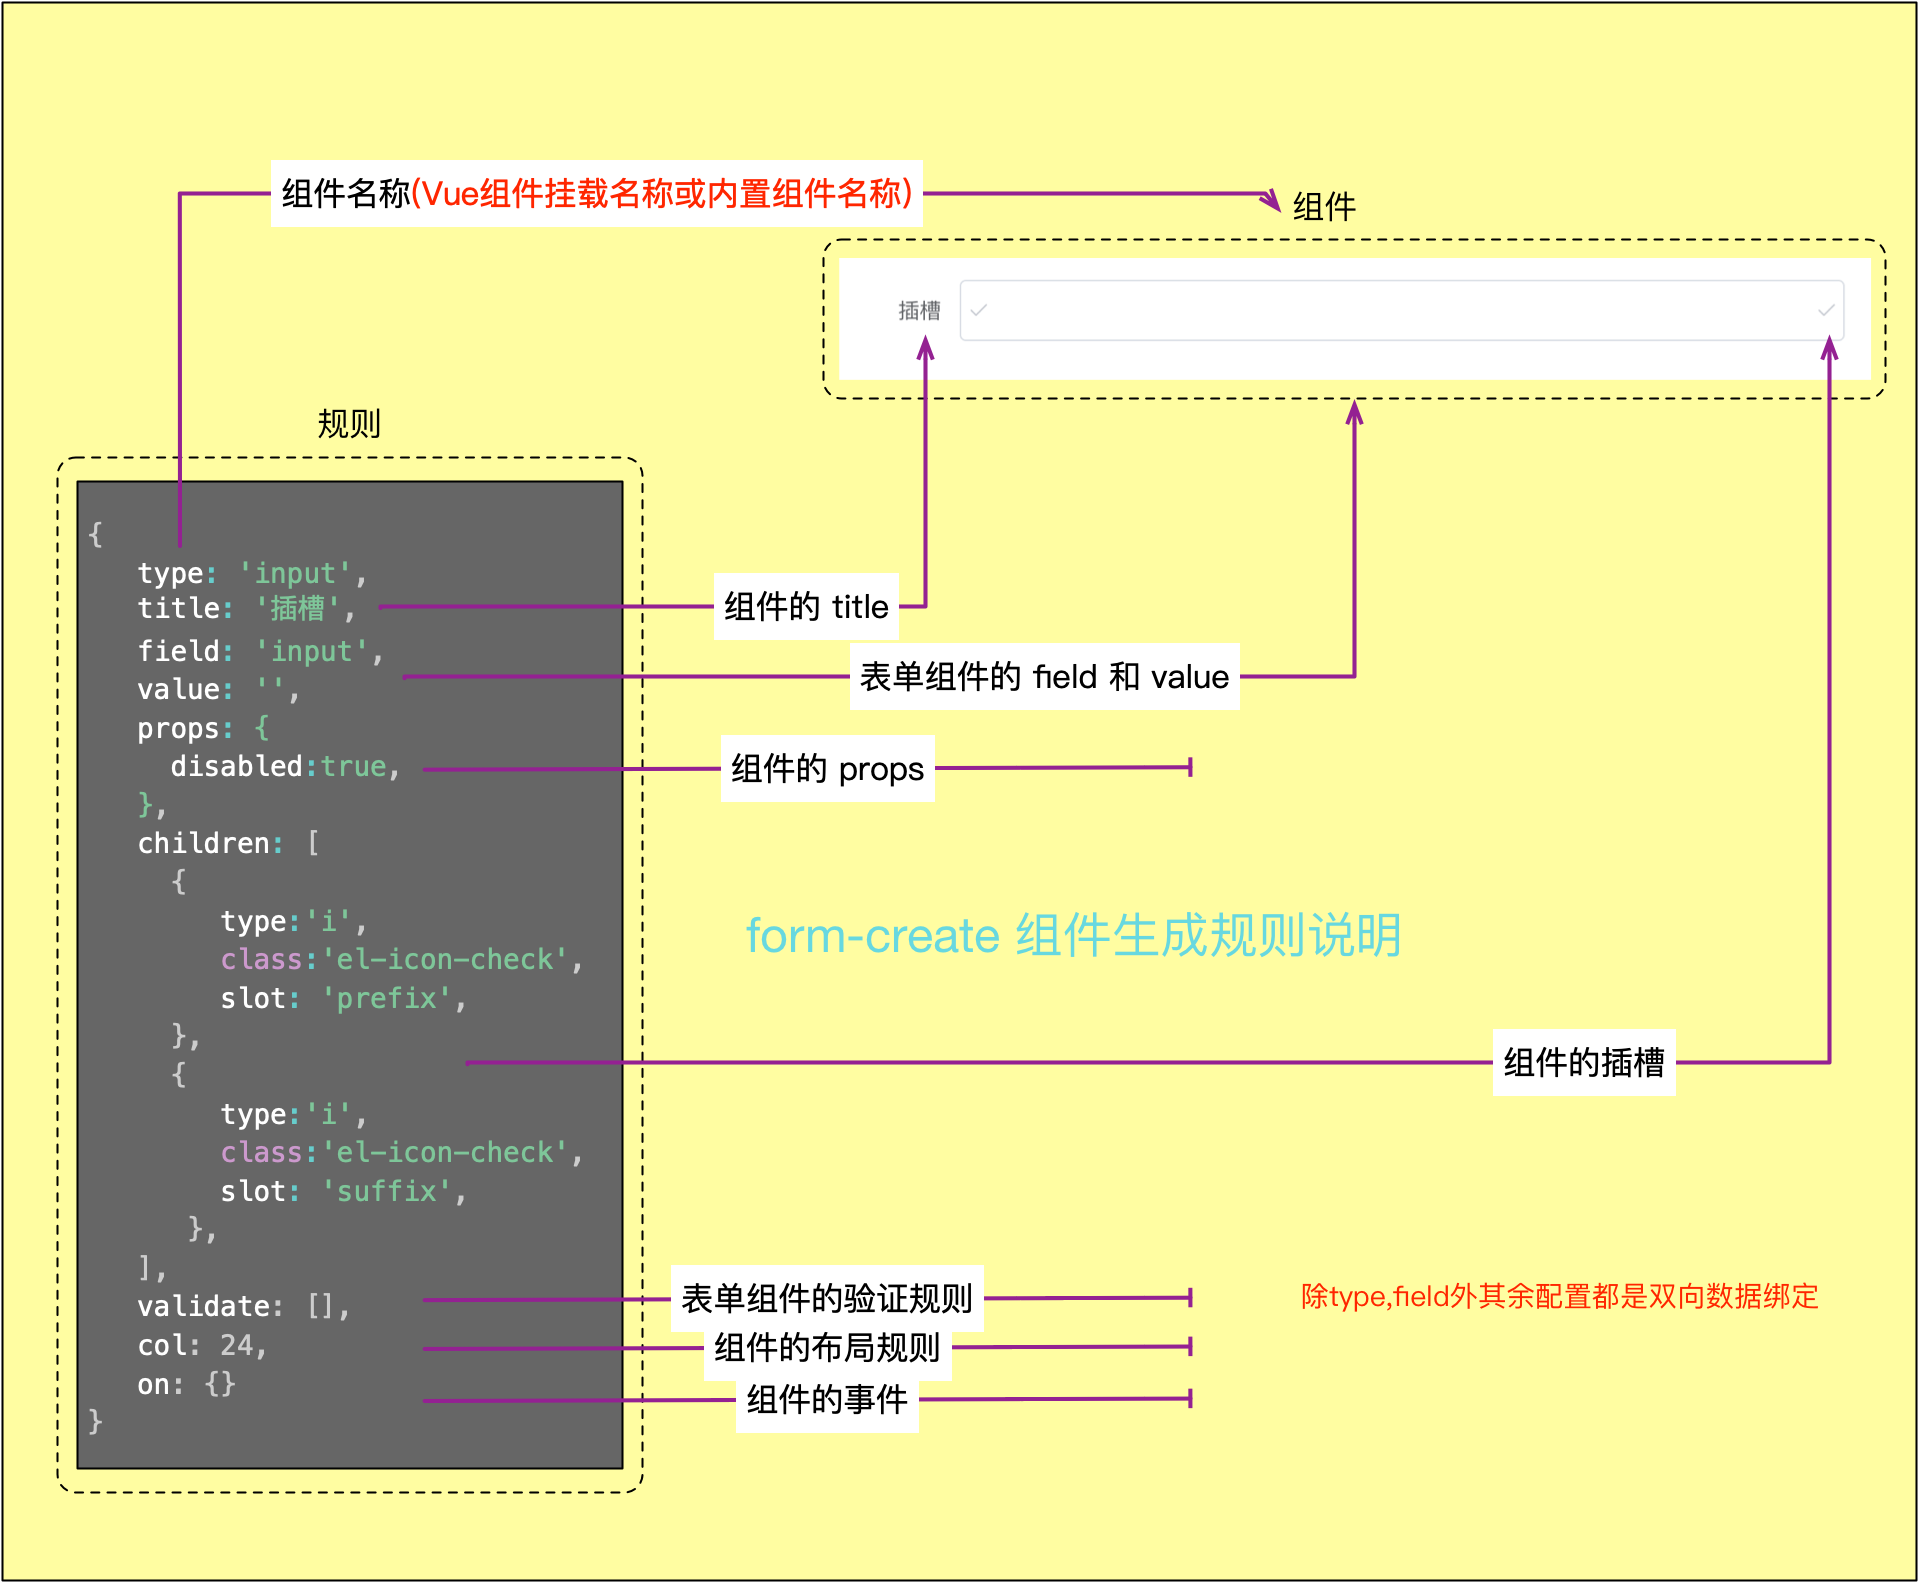 组件名称(Vue组件挂载名称或内置组件名称)
组件
插槽
规则
{
type: 'input',
title: '插槽',
field: 'input',
value: '',
props: {
disabled:true,
},
children: [
{
type:'i',
class:'el-icon-check',
slot: 'prefix',
},
{
type:'i',
class:'el-icon-check',
slot: 'suffix',
},
],
validate: [],
col: 24,
on: {}
}
组件的 title
表单组件的 field 和 value
组件的 props
form-create 组件生成规则说明
组件的插槽
表单组件的验证规则
除type,field外其余配置都是双向数据绑定
组件的布局规则
组件的事件